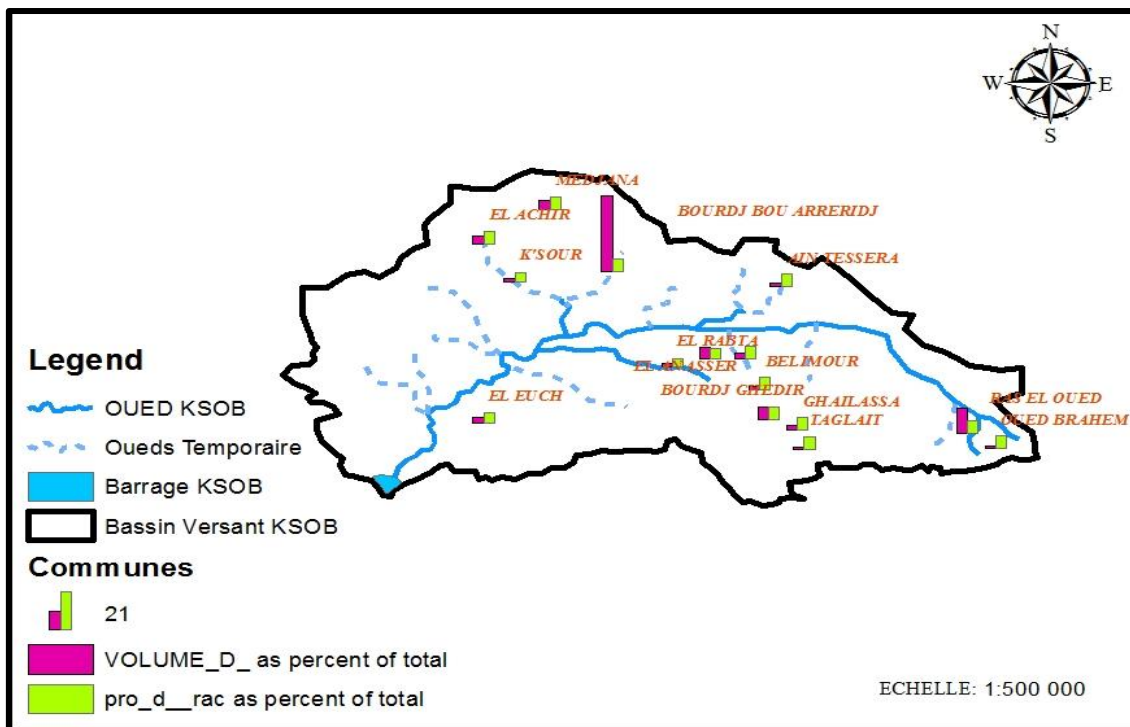 N
W E
S
MEDJANA
EL ACHIR
BOURDJ BOU ARRERIDJ
K'SOUR
AIN TESSERA
EL RABTA
EL ANASSER
BELIMOUR
BOURDJ GHEDIR
EL EUCH
GHAILASSA
TAGLAIT
RAS EL OUED
OUED BRAHEM
Legend
OUED KSOB
Oueds Temporaire
Barrage KSOB
Bassin Versant KSOB
Communes
21
VOLUME_D_ as percent of total
pro_d__rac as percent of total
ECHELLE: 1:500 000